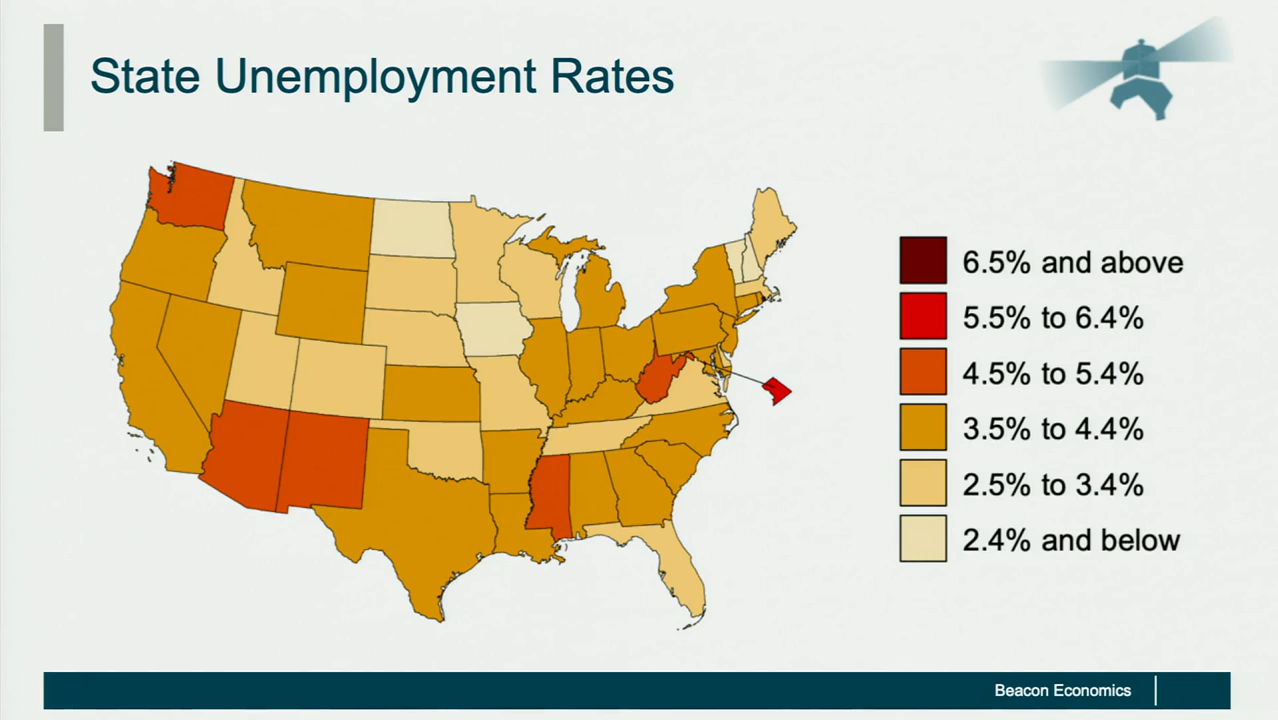 State Unemployment Rates
6.5% and above
5.5% to 6.4%
4.5% to 5.4%
3.5% to 4.4%
2.5% to 3.4%
2.4% and below
Beacon Economics